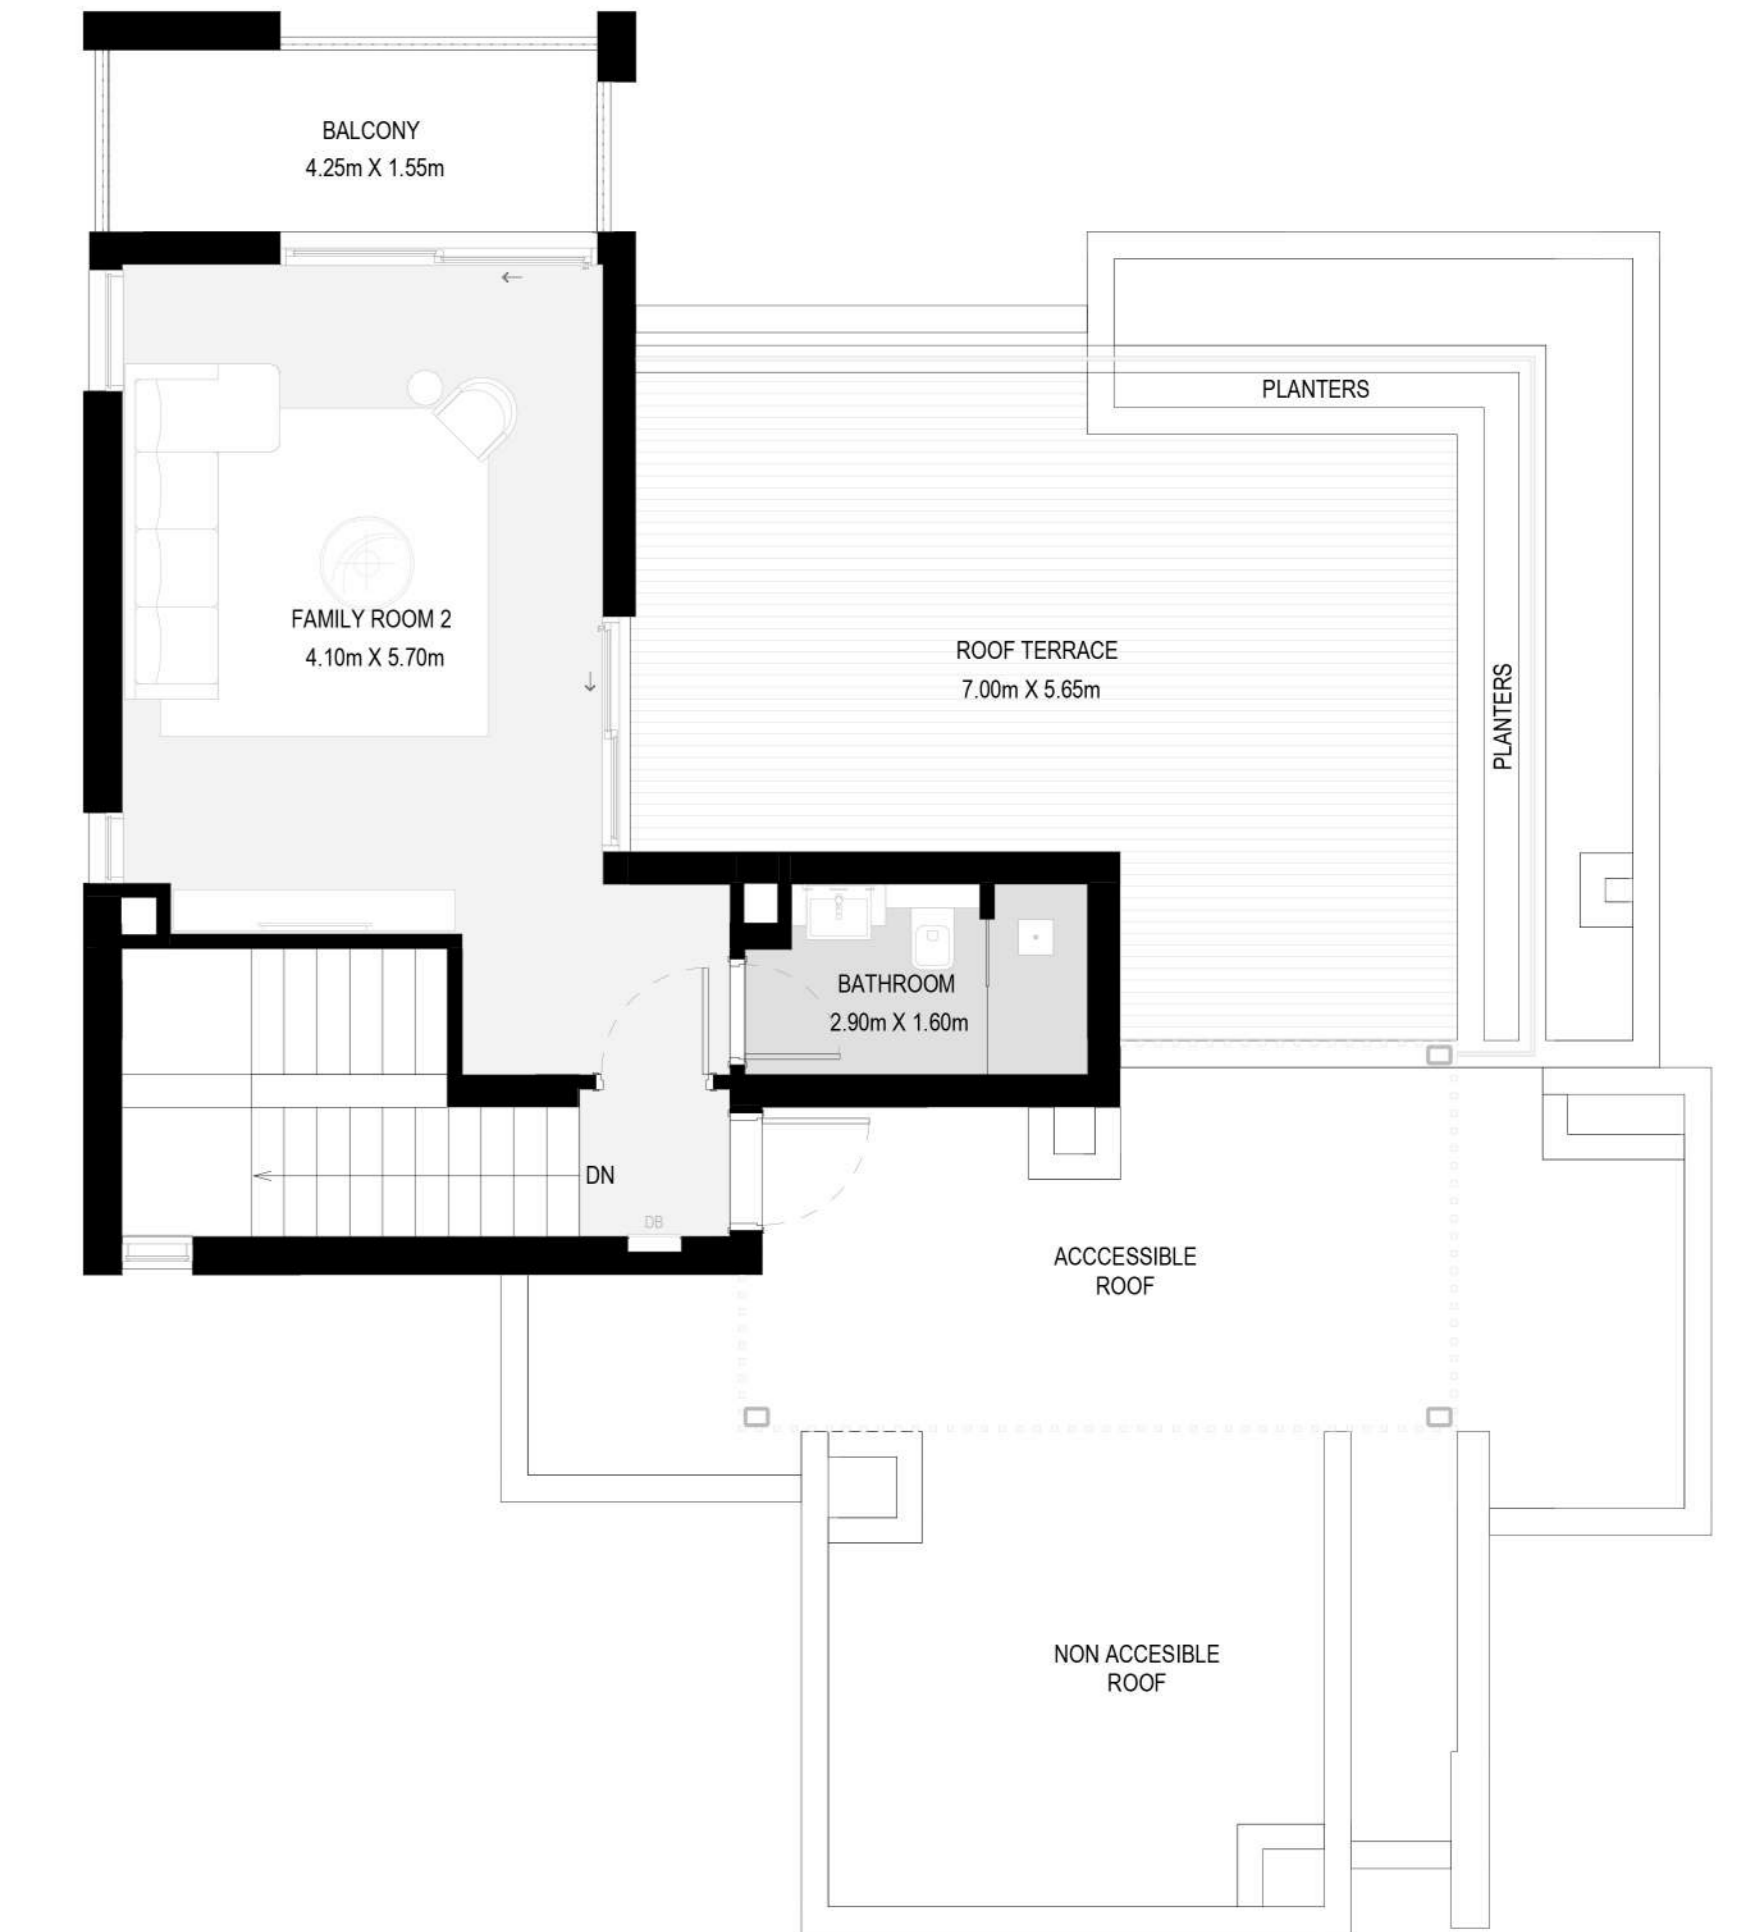 BALCONY
4.25m X 1.55m
PLANTERS
FAMILY ROOM 2
4.10m X 5.70m
ROOF TERRACE
7.00m X 5.65m
PLANTERS
BATHROOM
2.90m X 1.60m
DN
DB
ACCCESSIBLE
ROOF
NON ACCESIBLE
ROOF